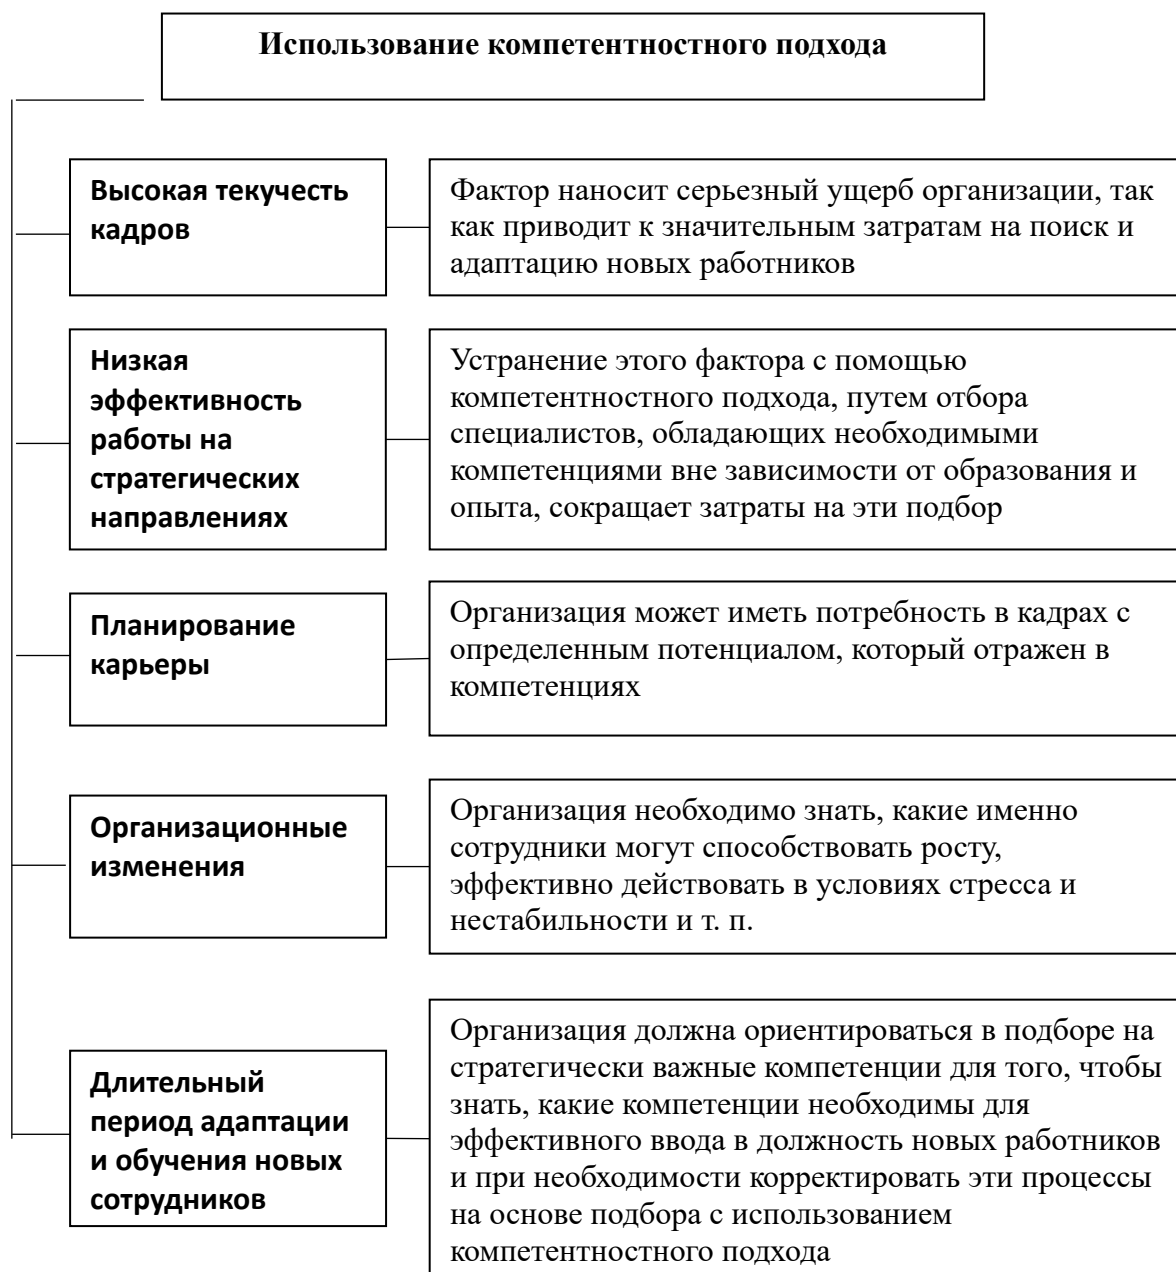 Использование компетентностного подхода
Высокая текучесть
кадров
Фактор наносит серьезный ущерб организации, так
как приводит к значительным затратам на поиск и
адаптацию новых работников
Низкая
эффективность
работы на
стратегических
направлениях
Устранение этого фактора с помощью
компетентностного подхода, путем отбора
специалистов, обладающих необходимыми
компетенциями вне зависимости от образования и
опыта, сокращает затраты на эти подбор
Планирование
карьеры
Организация может иметь потребность в кадрах с
определенным потенциалом, который отражен в
компетенциях
Организационные
изменения
Организация необходимо знать, какие именно
сотрудники могут способствовать росту,
эффективно действовать в условиях стресса и
нестабильности и т. п.
Длительный
период адаптации
и обучения новых
сотрудников
Организация должна ориентироваться в подборе на
стратегически важные компетенции для того, чтобы
знать, какие компетенции необходимы для
эффективного ввода в должность новых работников
и при необходимости корректировать эти процессы
на основе подбора с использованием
компетентностного подхода